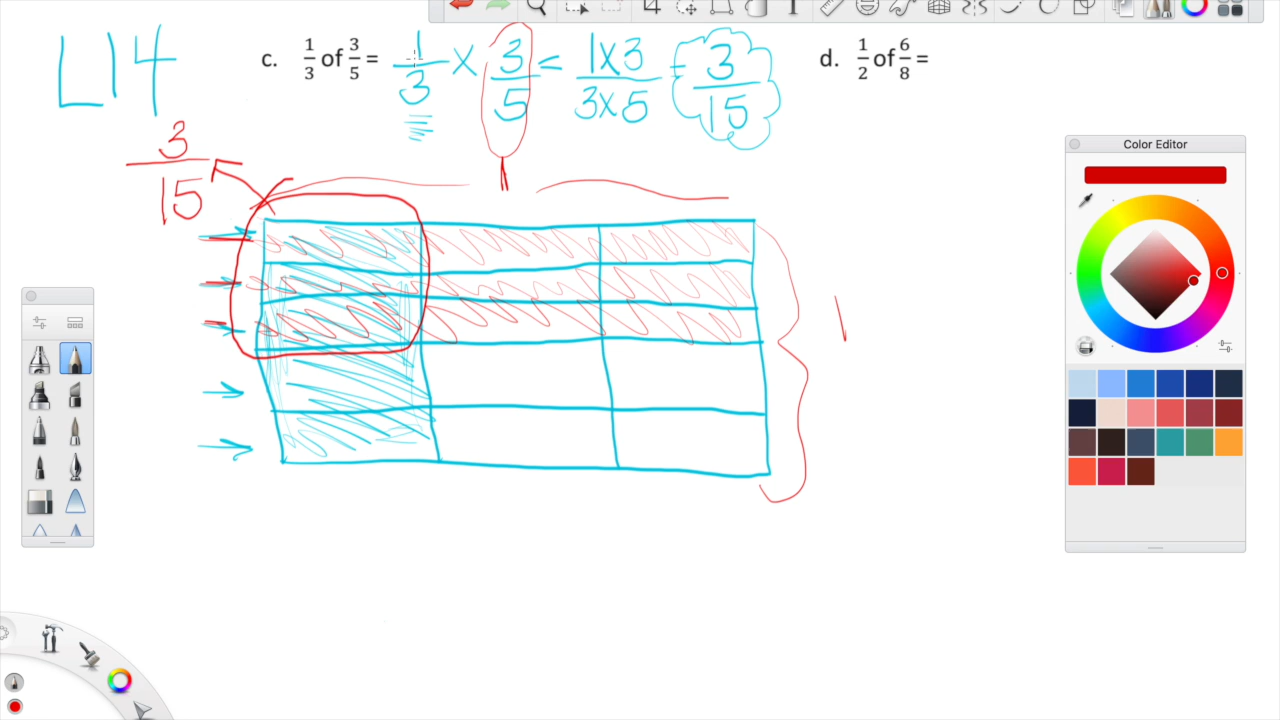 L14
c. 1/3 of 3/5 = 1/3 × 3/5 = 1×3/3×5 = 3/15
d. 1/2 of 6/8 =
3/15
1
Color Editor